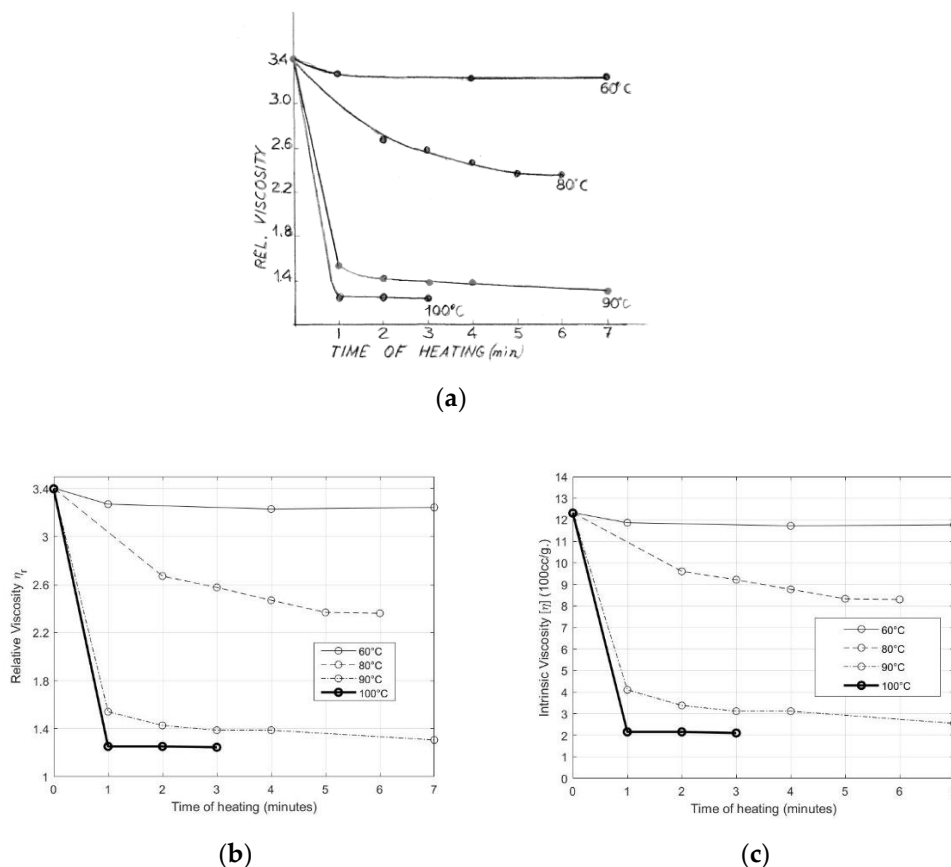 3.4
3.0
2.6
2.2
1.8
1.4
REL. VISCOSITY
60°C
80°C
90°C
100°C
1 2 3 4 5 6 7
TIME OF HEATING (min)
(a)
3.4
3
2.6
2.2
1.8
1.4
1
Relative Viscosity ηr
60°C
80°C
90°C
100°C
0 1 2 3 4 5 6 7
Time of heating (minutes)
(b)
14
13
12
11
10
9
8
7
6
5
4
3
2
1
0
Intrinsic Viscosity [η] (100cc/g.)
60°C
80°C
90°C
100°C
0 1 2 3 4 5 6
Time of heating (minutes)
(c)